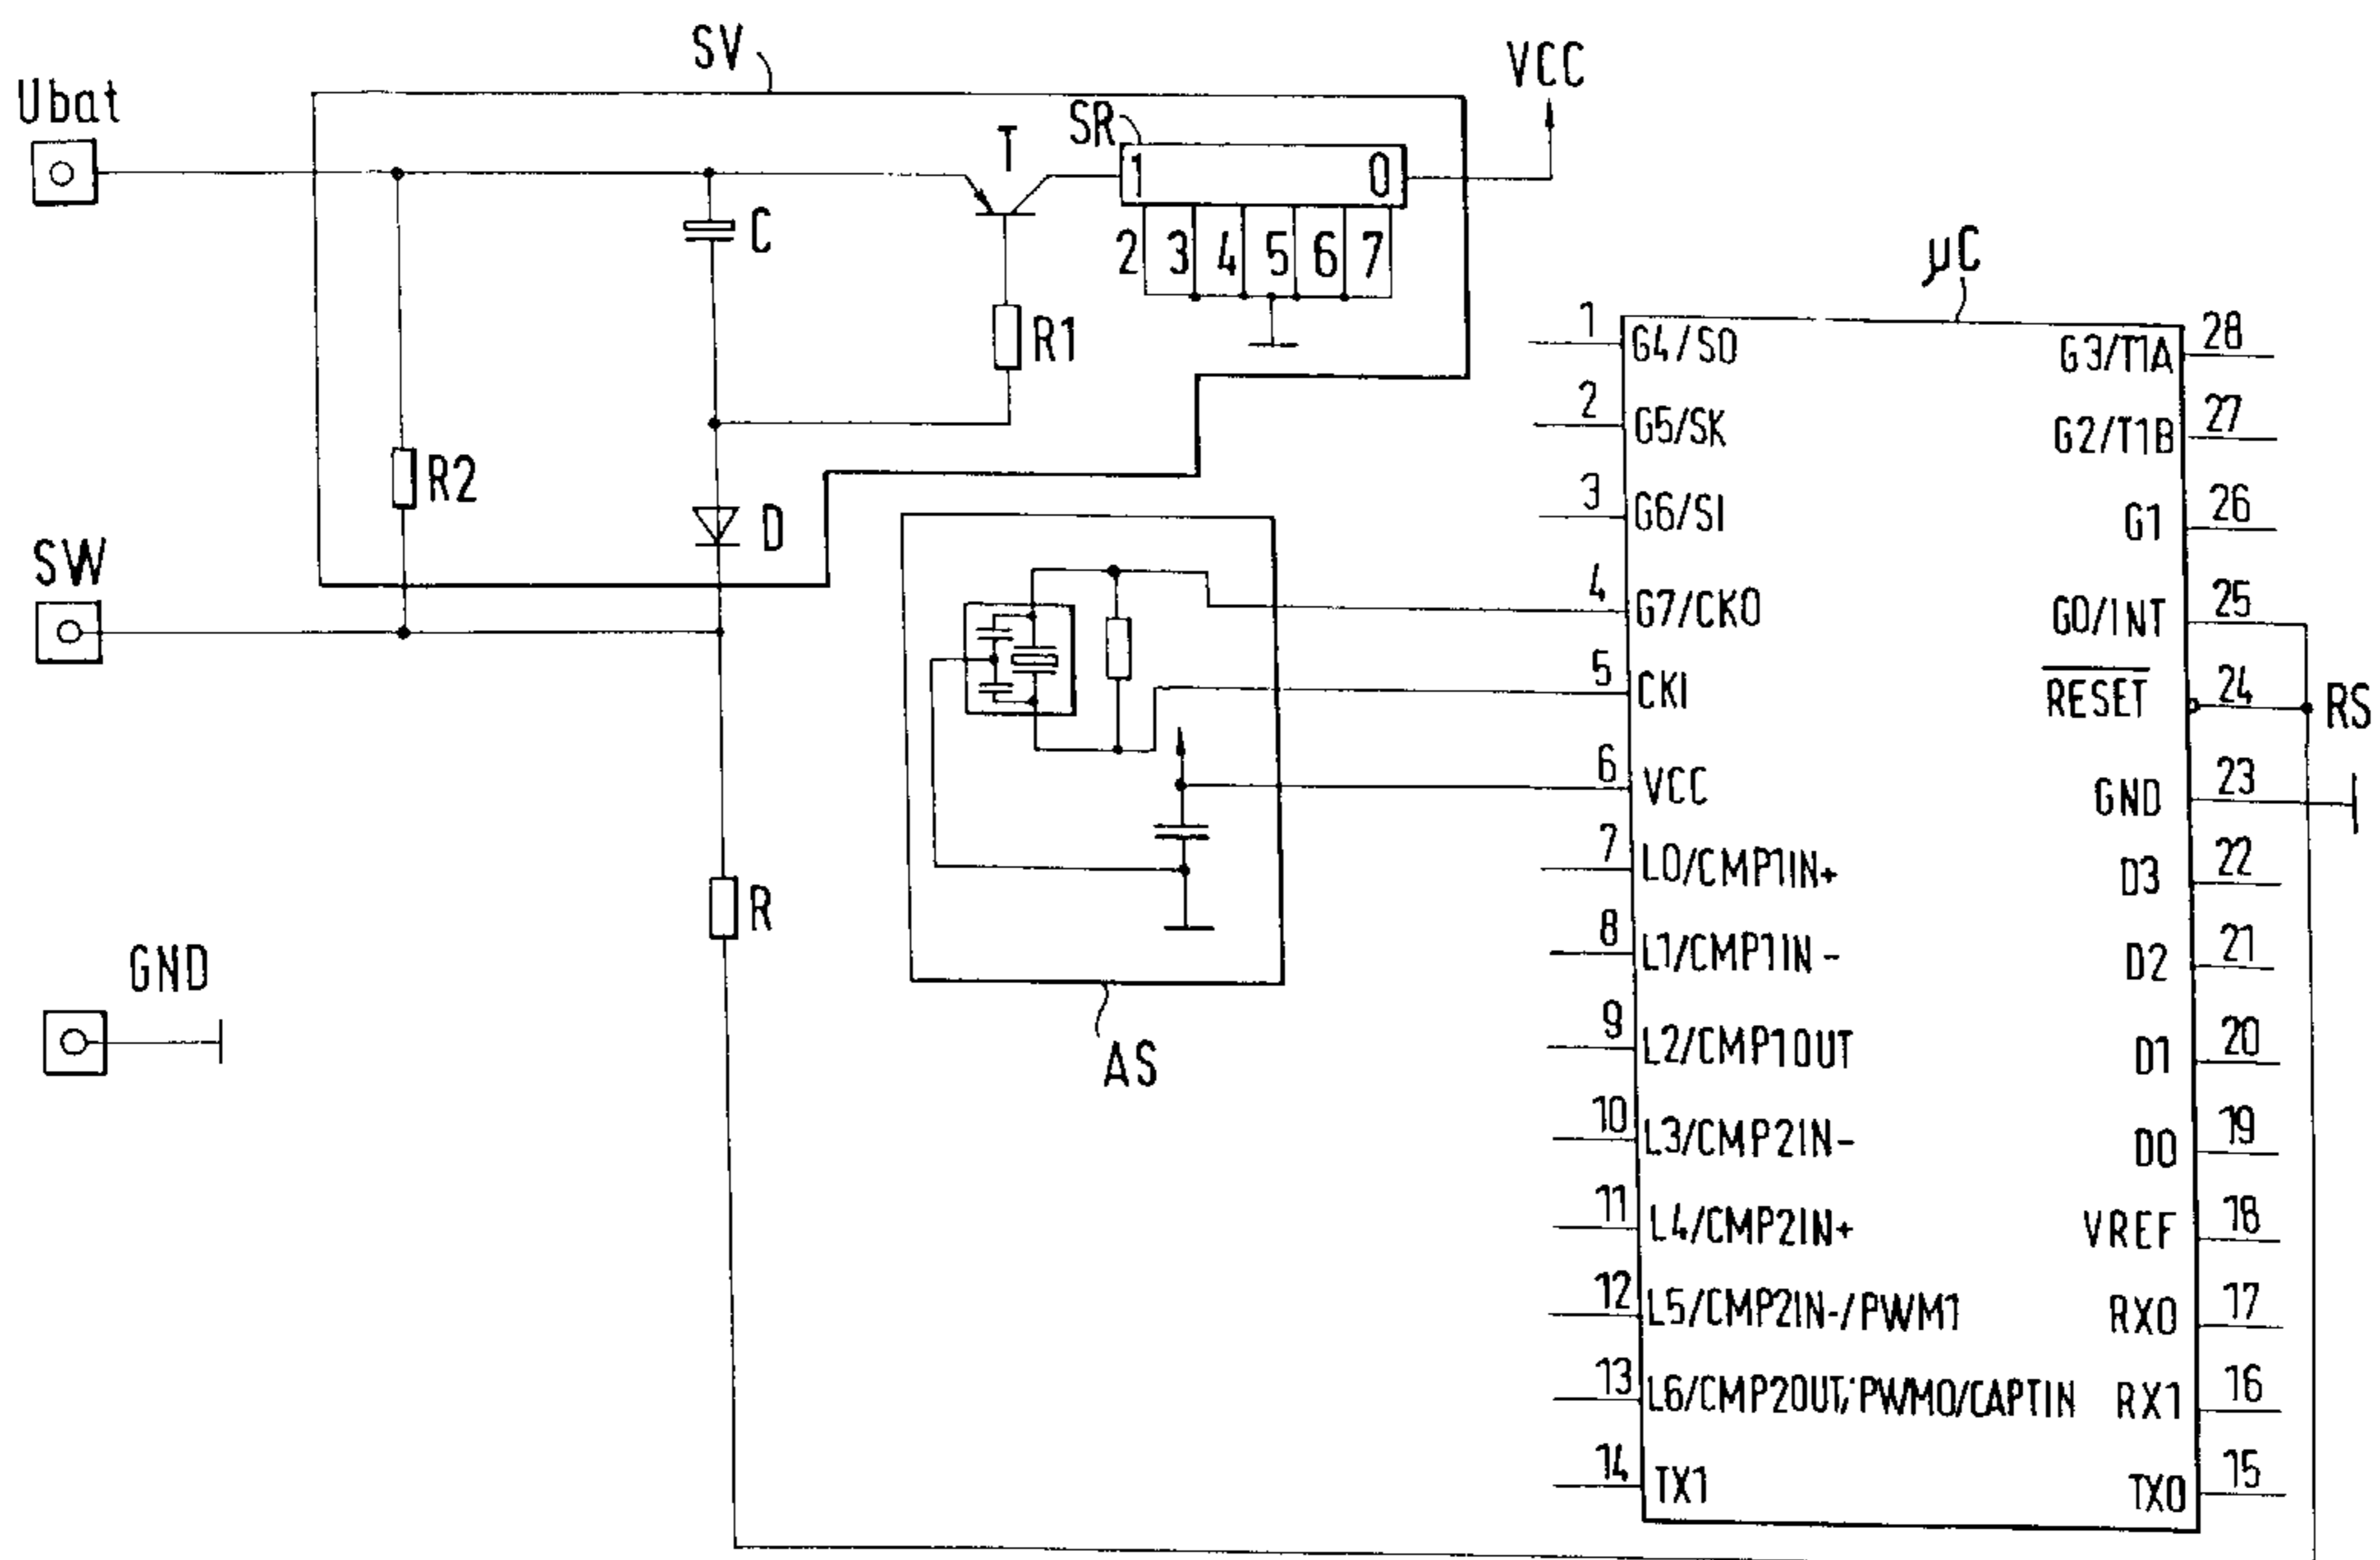 SV
VCC
Ubat
SR
T
1
0
C
2 3 4 5 6 7
R1
R2
D
SW
R
GND
AS
µC
1 G4/SO
2 G5/SK
3 G6/SI
4 G7/CKO
5 CKI
6 VCC
7 L0/CMP1IN+
8 L1/CMP1IN -
9 L2/CMP1OUT
10 L3/CMP2IN-
11 L4/CMP2IN+
12 L5/CMP2IN-/PWM1
13 L6/CMP2OUT/PWM0/CAPTIN
14 TX1
G3/T1A 28
G2/T1B 27
G1 26
G0/INT 25
RESET 24 RS
GND 23
D3 22
D2 21
D1 20
D0 19
VREF 18
RX0 17
RX1 16
TX0 15